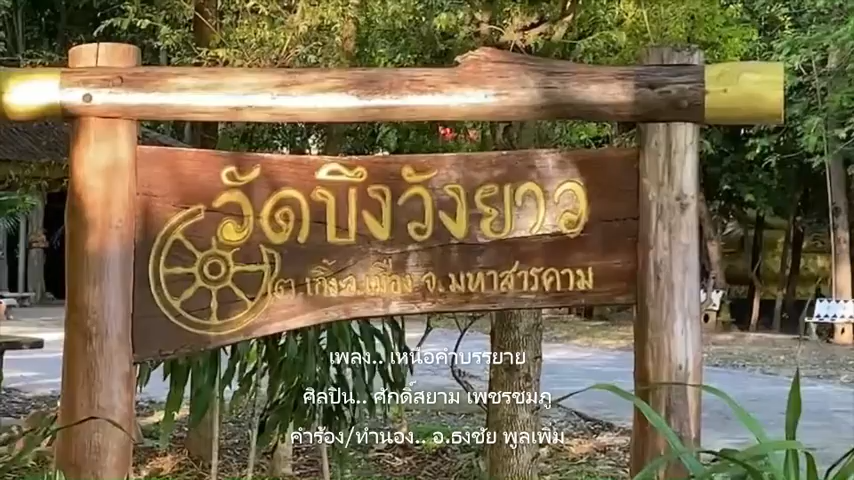 วัดบึงวังยาว
ต.เกิ้ง อ.เมือง จ.มหาสารคาม
เพลง.. เหนือคำบรรยาย
ศิลปิน.. ศักดิ์สยาม เพชรชมภู
คำร้อง/ทำนอง.. อ.ธงชัย พูลเพิ่ม